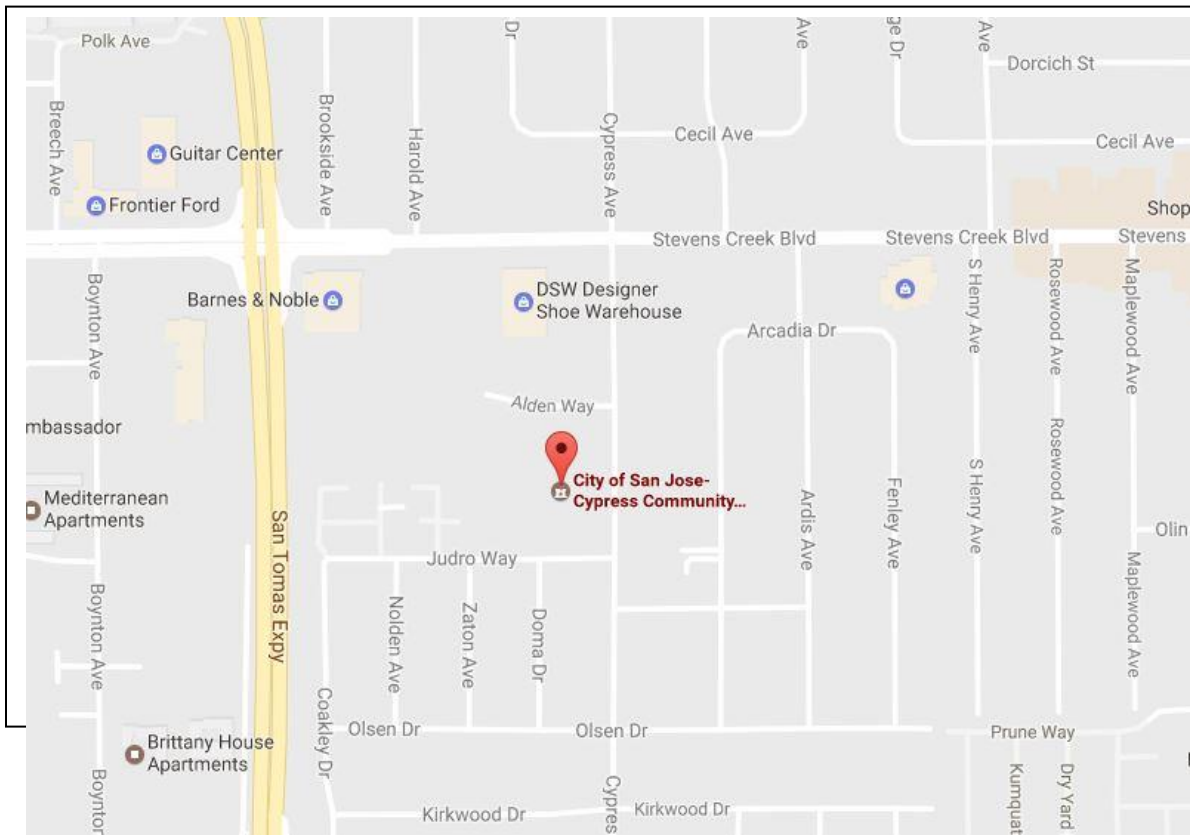 Polk Ave
Dr
Ave
ge Dr
Ave
Dorcich St
Breech Ave
Brookside Ave
Harold Ave
Cypress Ave
Cecil Ave
Cecil Ave
Guitar Center
Frontier Ford
Shop
Stevens Creek Blvd
Stevens Creek Blvd
Stevens
Boynton Ave
Barnes & Noble
DSW Designer
Shoe Warehouse
S Henry Ave
Rosewood Ave
Maplewood Ave
Arcadia Dr
Alden Way
mbassador
Mediterranean
Apartments
City of San Jose-
Cypress Community...
San Tomas Expy
Ardis Ave
Fenley Ave
S Henry Ave
Rosewood Ave
Olin
Judro Way
Boynton Ave
Nolden Ave
Zaton Ave
Doma Dr
Maplewood Ave
Coakley Dr
Olsen Dr
Olsen Dr
Prune Way
Brittany House
Apartments
Boyntor
Cypres
Kumquat
Dry Yard
Kirkwood Dr
Kirkwood Dr